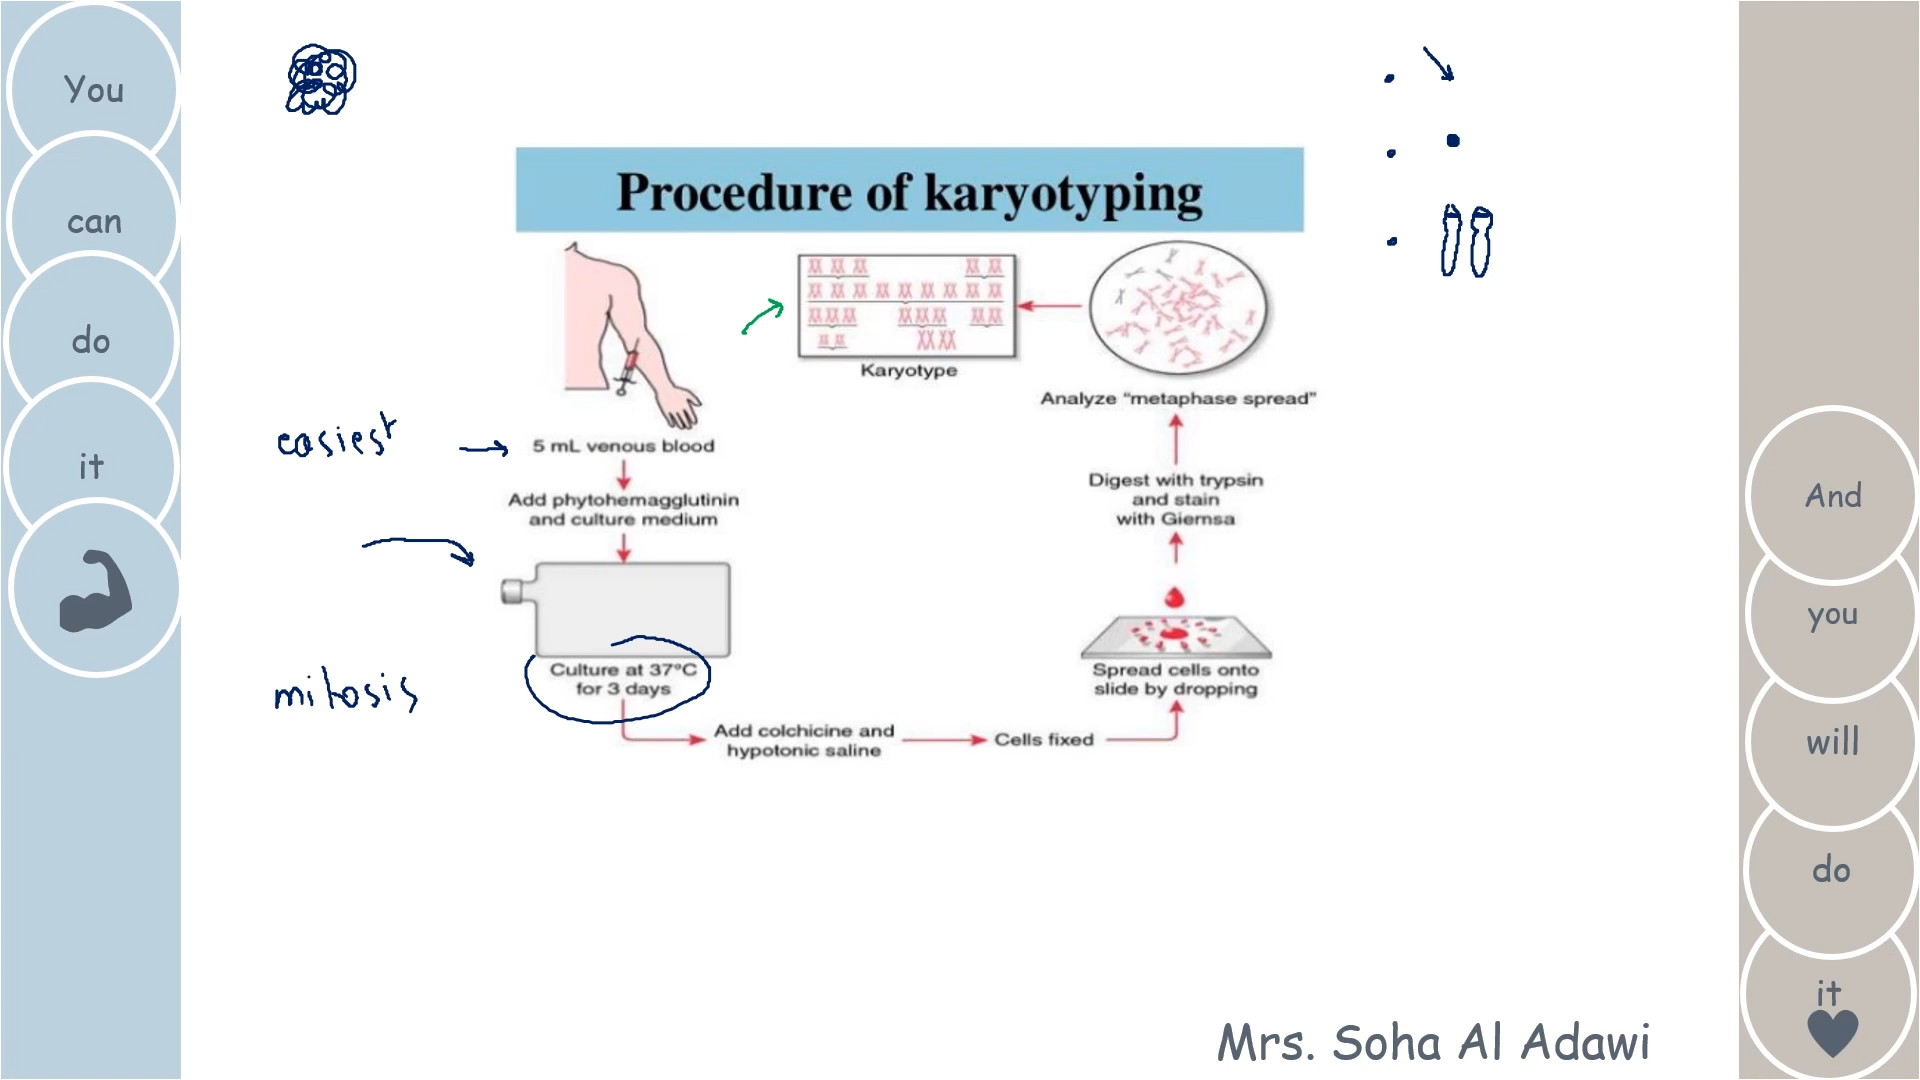 You
can
do
it
Procedure of karyotyping
Karyotype
Analyze “metaphase spread”
easiest
5 mL venous blood
Add phytohemagglutinin
and culture medium
Digest with trypsin
and stain
with Giemsa
Culture at 37°C
for 3 days
mitosis
Add colchicine and
hypotonic saline
Cells fixed
Spread cells onto
slide by dropping
And
you
will
do
it
Mrs. Soha Al Adawi